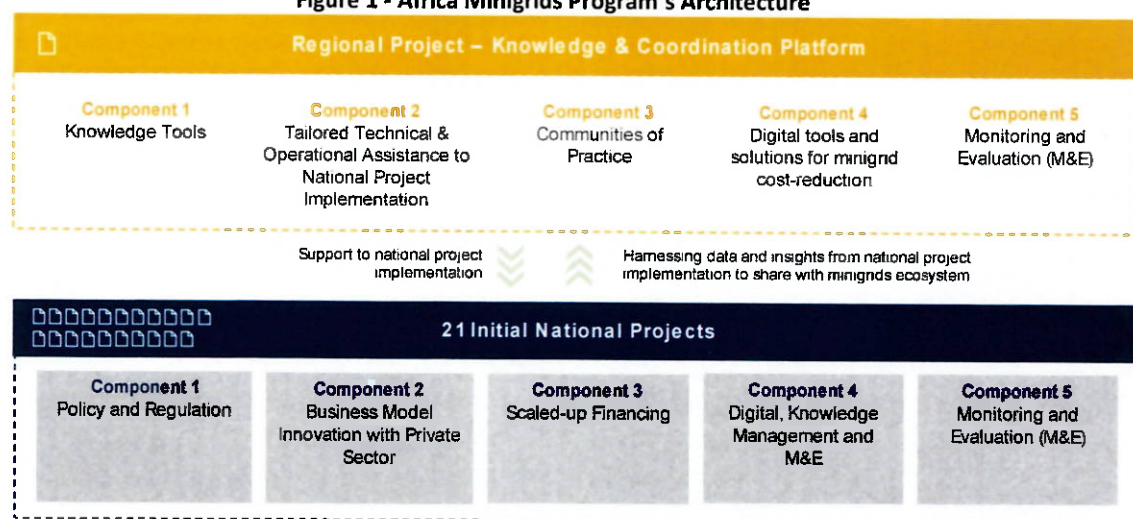 Figure 1 - Africa Minigrids Program's Architecture
Regional Project – Knowledge & Coordination Platform
Component 1
Knowledge Tools
Component 2
Tailored Technical &
Operational Assistance to
National Project
Implementation
Component 3
Communities of
Practice
Component 4
Digital tools and
solutions for minigrid
cost-reduction
Component 5
Monitoring and
Evaluation (M&E)
Support to national project
implementation
Harnessing data and insights from national project
implementation to share with minigrids ecosystem
21 Initial National Projects
Component 1
Policy and Regulation
Component 2
Business Model
Innovation with Private
Sector
Component 3
Scaled-up Financing
Component 4
Digital, Knowledge
Management and
M&E
Component 5
Monitoring and
Evaluation (M&E)